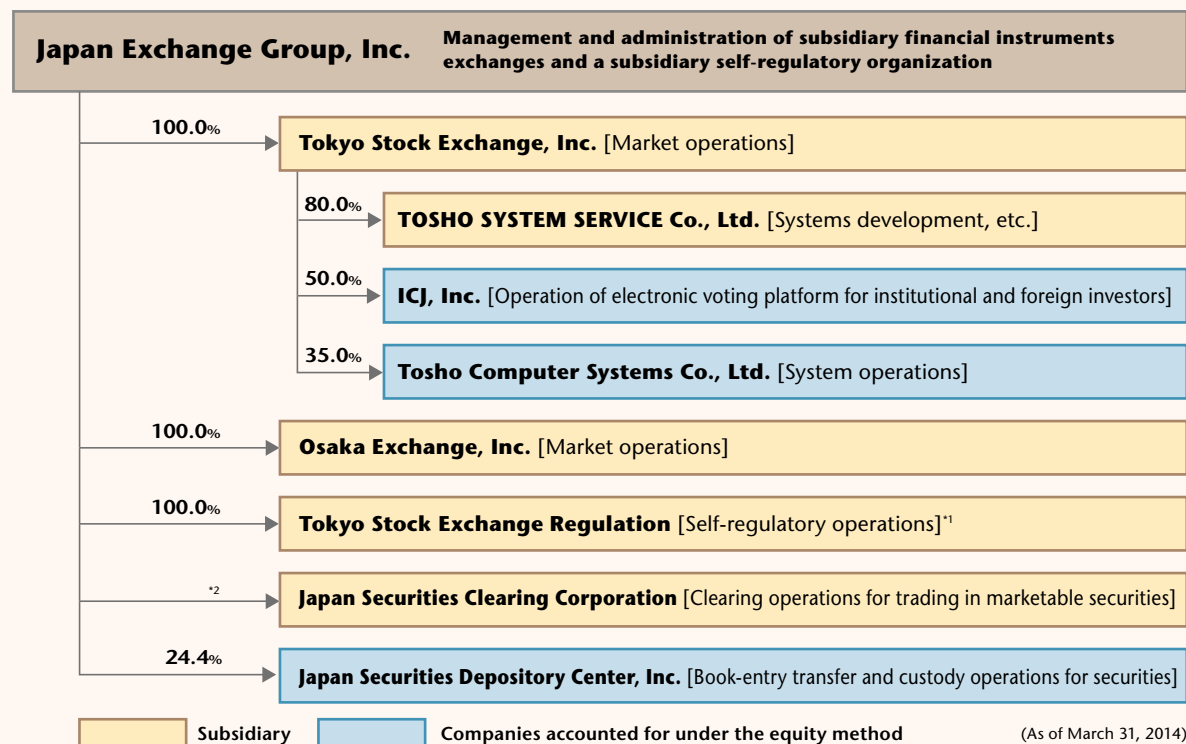 Japan Exchange Group, Inc.
Management and administration of subsidiary financial instruments
exchanges and a subsidiary self-regulatory organization
100.0%
Tokyo Stock Exchange, Inc. [Market operations]
80.0%
TOSHO SYSTEM SERVICE Co., Ltd. [Systems development, etc.]
50.0%
ICJ, Inc. [Operation of electronic voting platform for institutional and foreign investors]
35.0%
Tosho Computer Systems Co., Ltd. [System operations]
100.0%
Osaka Exchange, Inc. [Market operations]
100.0%
Tokyo Stock Exchange Regulation [Self-regulatory operations]*1
*2
Japan Securities Clearing Corporation [Clearing operations for trading in marketable securities]
24.4%
Japan Securities Depository Center, Inc. [Book-entry transfer and custody operations for securities]
Subsidiary
Companies accounted for under the equity method
(As of March 31, 2014)